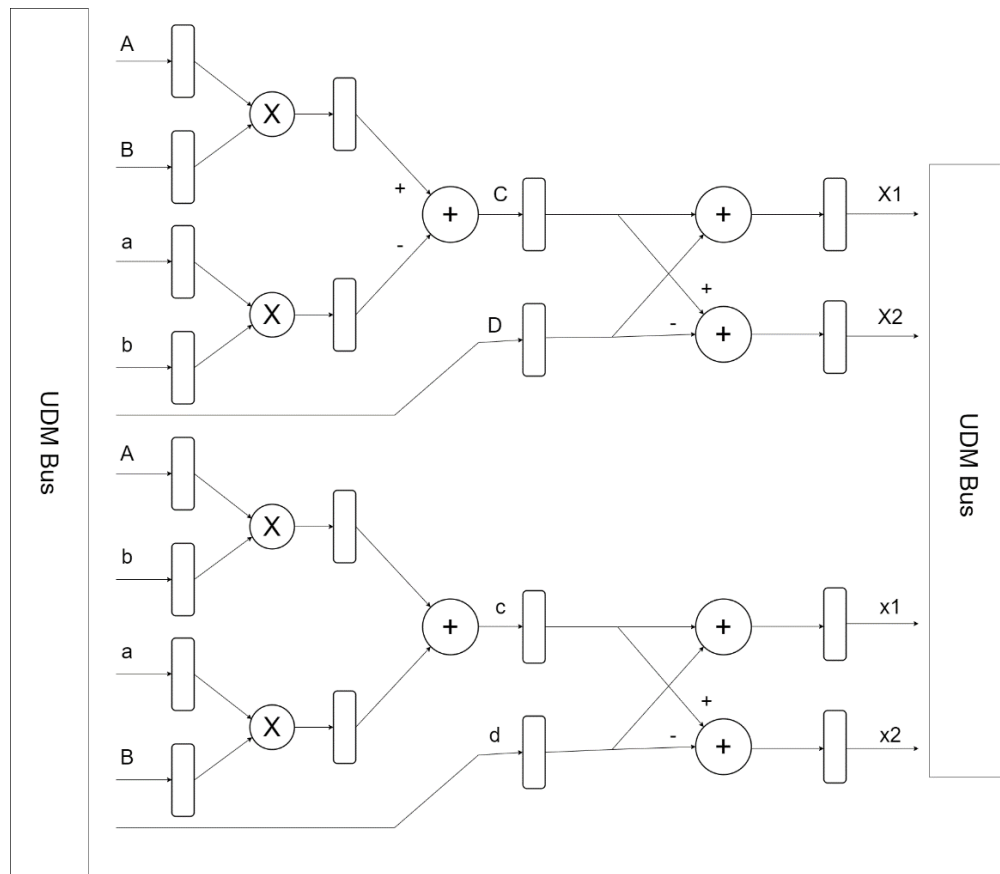 A
B
a
b
X
X
+
-
+
C
D
+
+
-
+
X1
X2
UDM Bus
A
b
a
B
X
X
+
c
d
+
+
-
+
x1
x2
UDM Bus